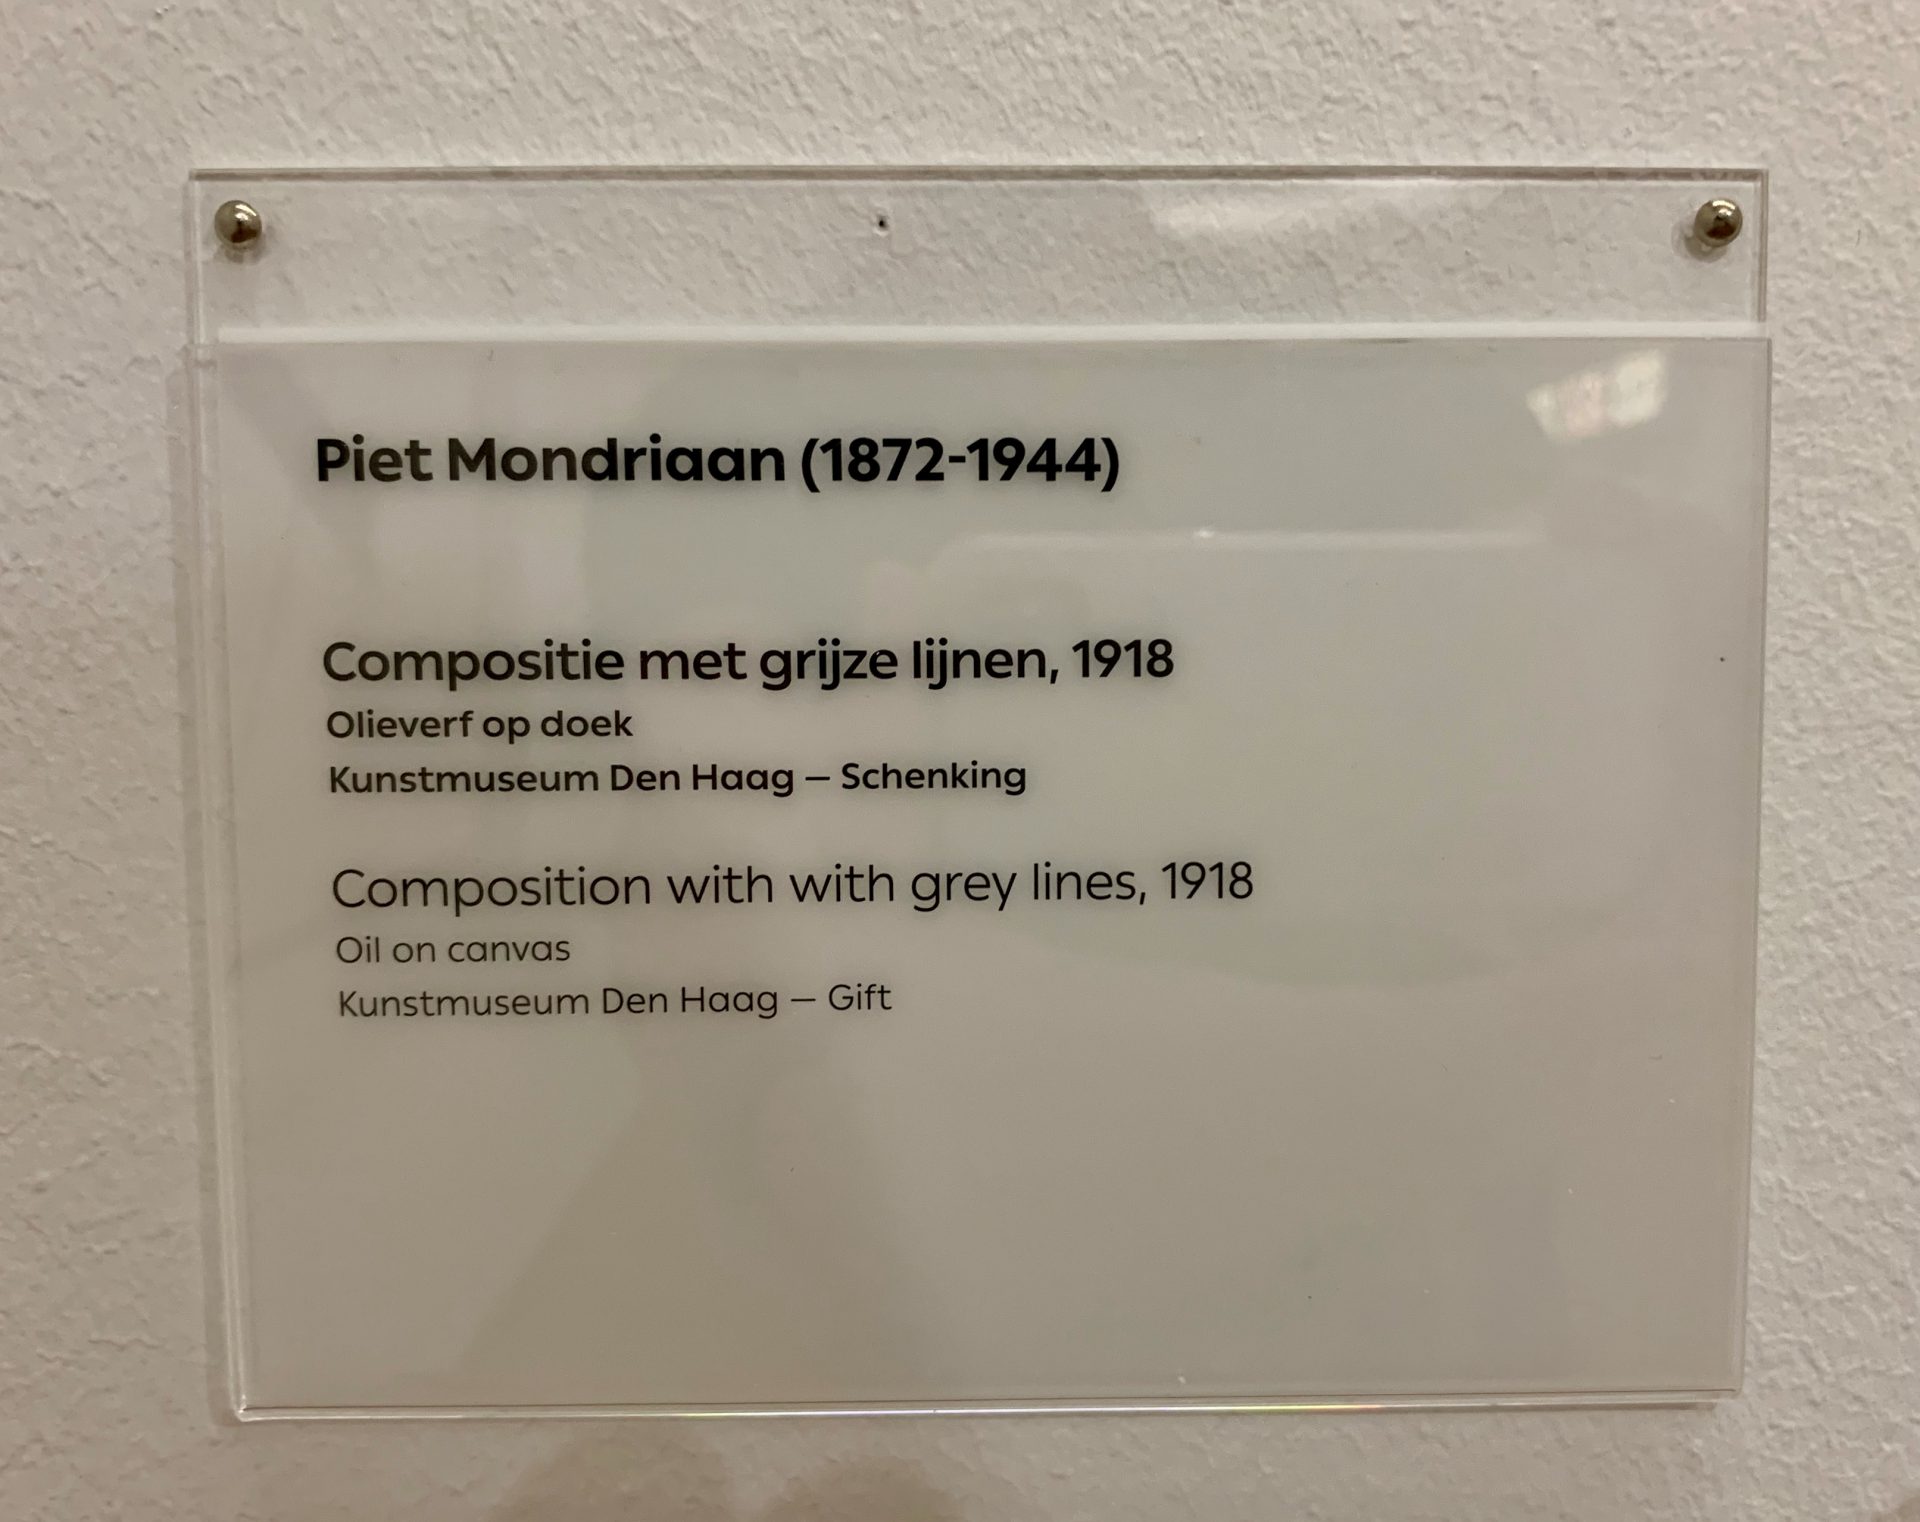 Piet Mondriaan (1872-1944)
Compositie met grijze lijnen, 1918
Olieverf op doek
Kunstmuseum Den Haag – Schenking
Composition with with grey lines, 1918
Oil on canvas
Kunstmuseum Den Haag – Gift